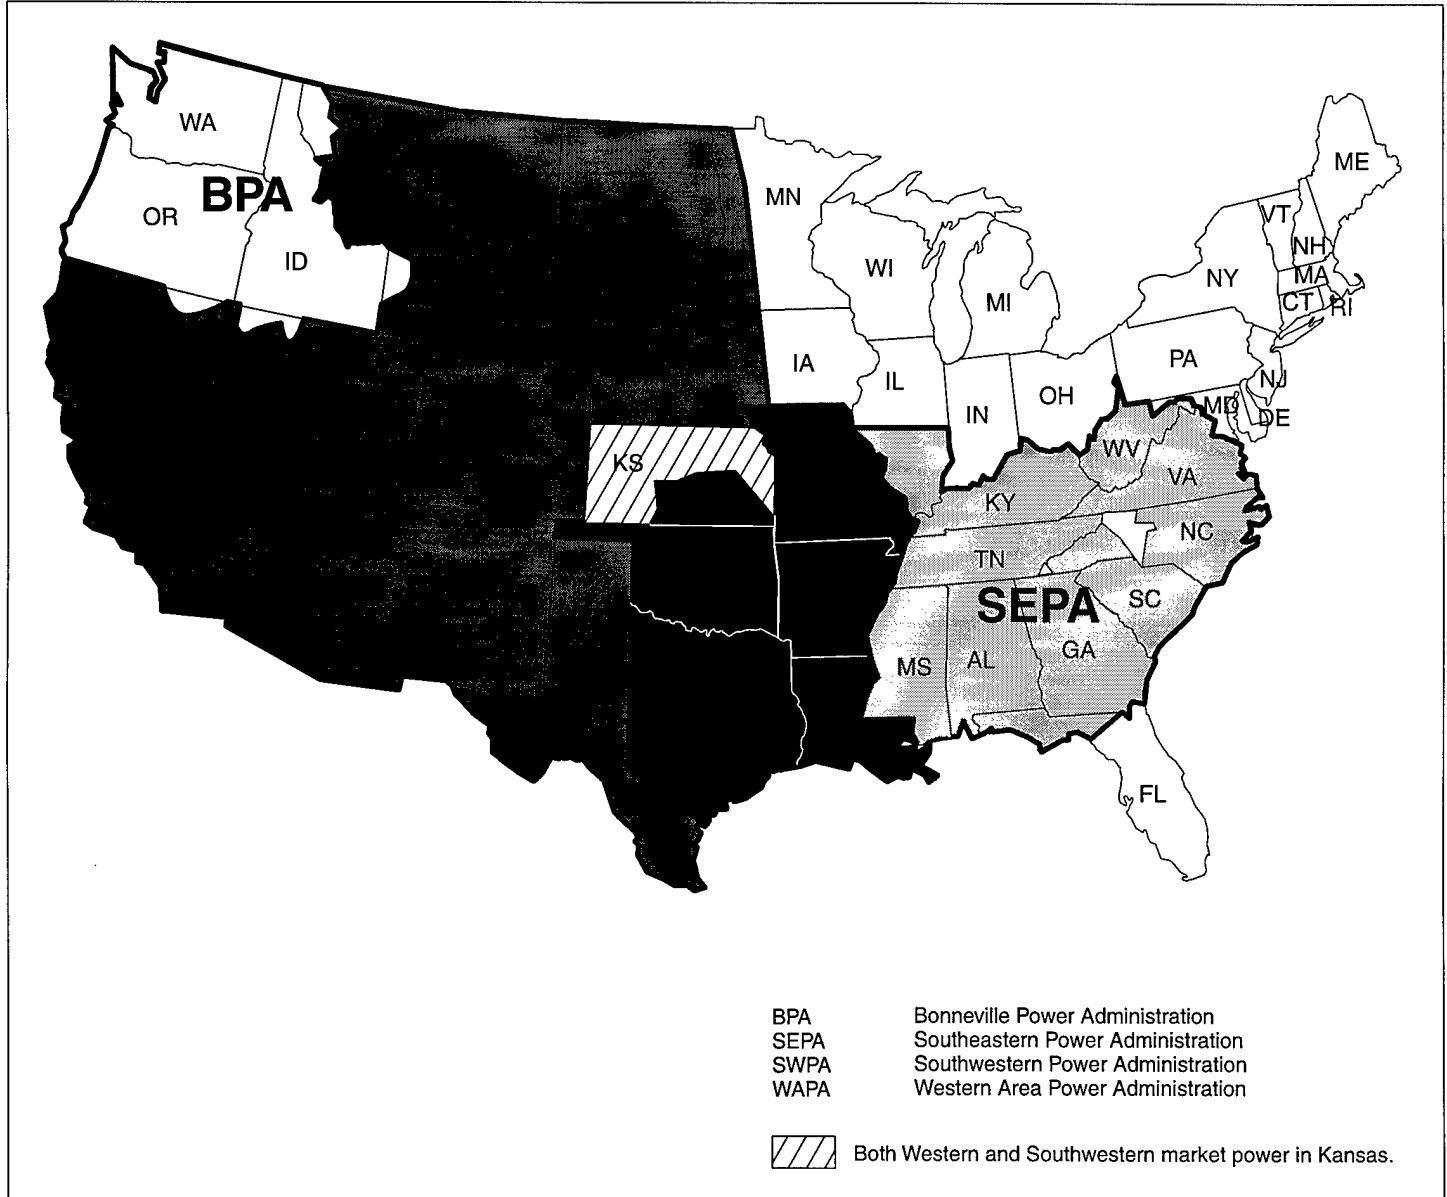 WA
ME
MN
VT
BPA
OR
NH
ID
WI
MA
NY
MI
CT
RI
PA
IA
IL
NJ
OH
MD
IN
DE
WV
KS
VA
KY
NC
TN
SEPA
SC
GA
AL
MS
FL
BPA Bonneville Power Administration
SEPA Southeastern Power Administration
SWPA Southwestern Power Administration
WAPA Western Area Power Administration
Both Western and Southwestern market power in Kansas.